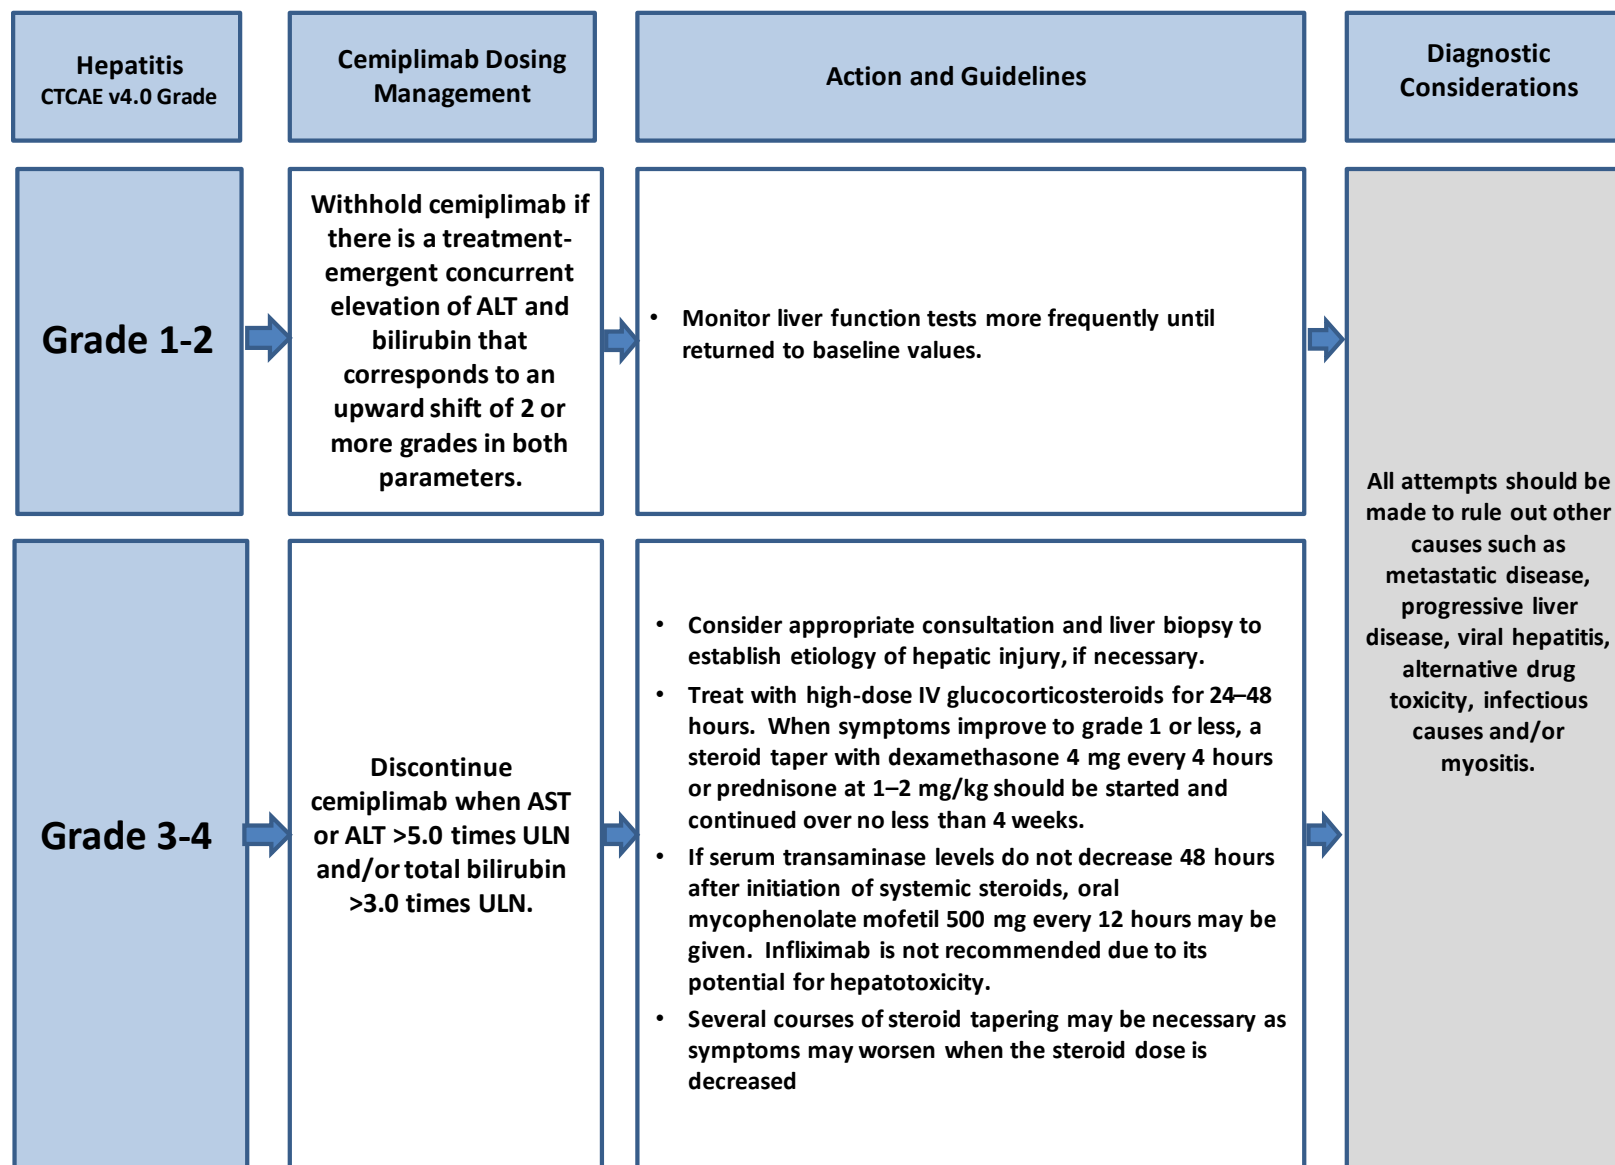 Hepatitis
CTCAE v4.0 Grade
Cemiplimab Dosing
Management
Action and Guidelines
Diagnostic
Considerations
Grade 1-2
Withhold cemiplimab if
there is a treatment-
emergent concurrent
elevation of ALT and
bilirubin that
corresponds to an
upward shift of 2 or
more grades in both
parameters.
• Monitor liver function tests more frequently until
returned to baseline values.
Grade 3-4
Discontinue
cemiplimab when AST
or ALT >5.0 times ULN
and/or total bilirubin
>3.0 times ULN.
• Consider appropriate consultation and liver biopsy to
establish etiology of hepatic injury, if necessary.
• Treat with high-dose IV glucocorticosteroids for 24–48
hours. When symptoms improve to grade 1 or less, a
steroid taper with dexamethasone 4 mg every 4 hours
or prednisone at 1–2 mg/kg should be started and
continued over no less than 4 weeks.
• If serum transaminase levels do not decrease 48 hours
after initiation of systemic steroids, oral
mycophenolate mofetil 500 mg every 12 hours may be
given. Infliximab is not recommended due to its
potential for hepatotoxicity.
• Several courses of steroid tapering may be necessary as
symptoms may worsen when the steroid dose is
decreased
All attempts should be
made to rule out other
causes such as
metastatic disease,
progressive liver
disease, viral hepatitis,
alternative drug
toxicity, infectious
causes and/or
myositis.